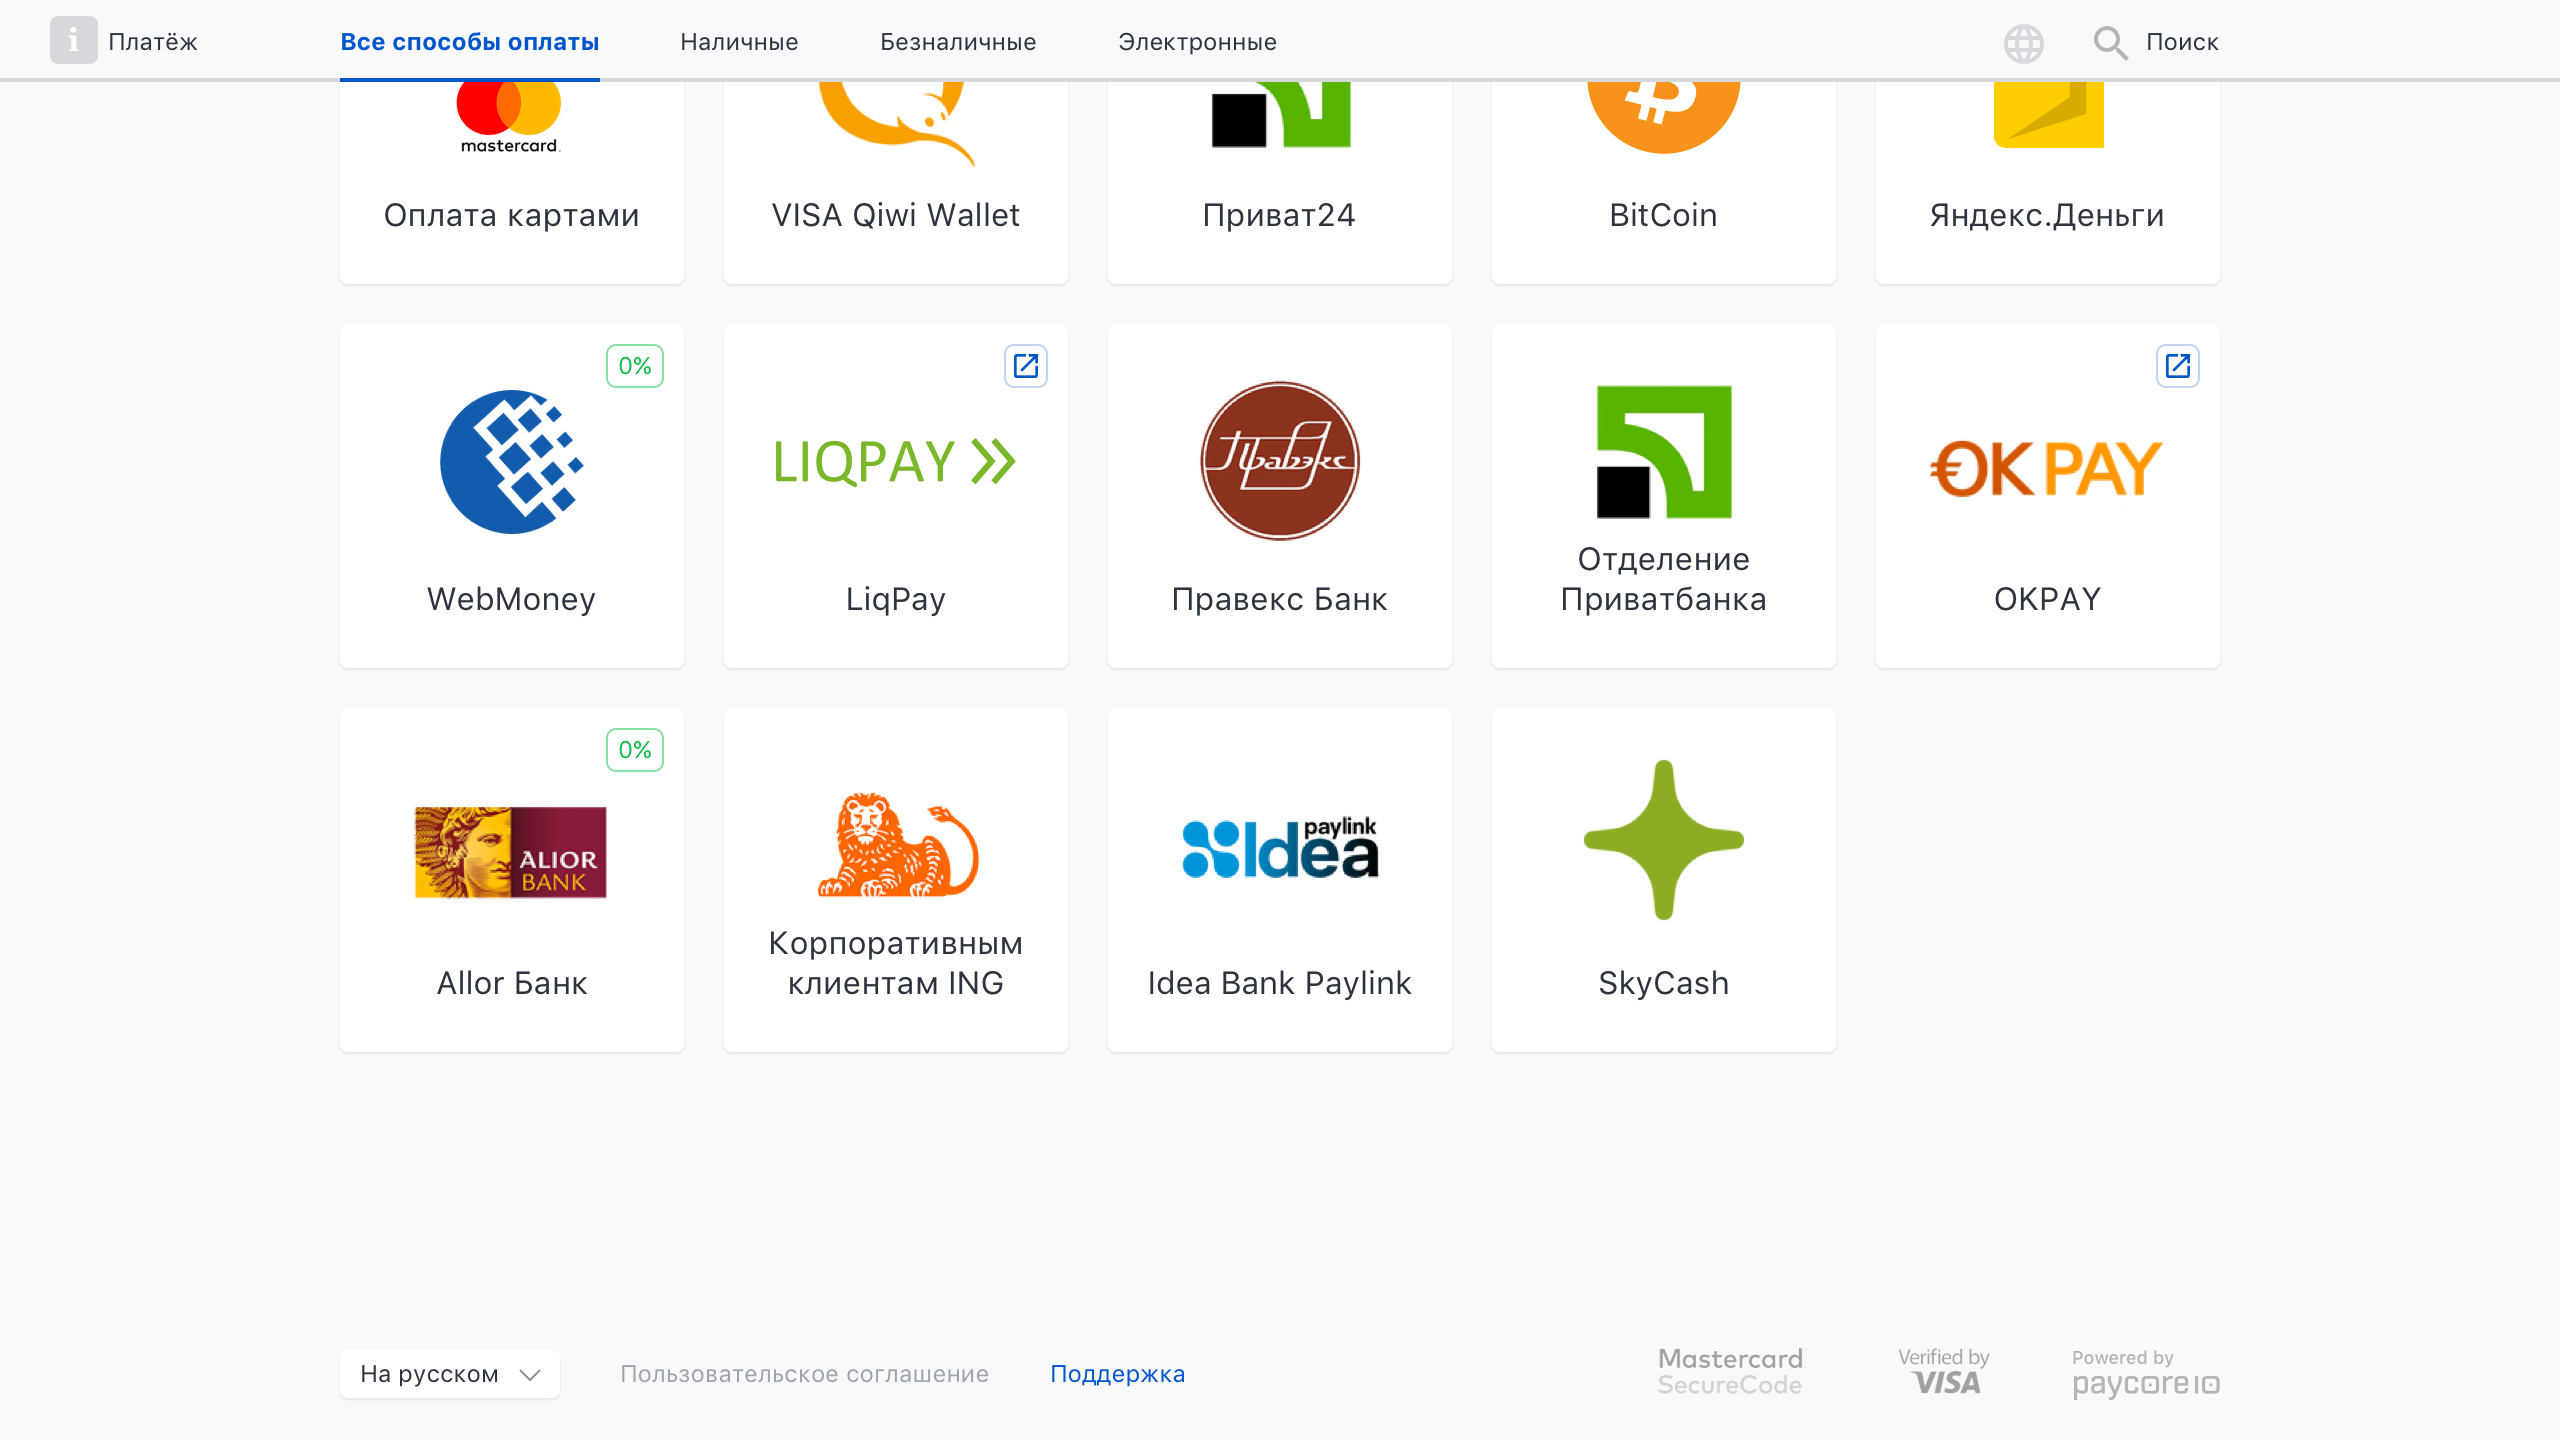 i Платёж
Все способы оплаты
Наличные
Безналичные
Электронные
Поиск
mastercard.
Оплата картами
VISA Qiwi Wallet
Приват24
BitCoin
Яндекс.Деньги
0%
WebMoney
LIQPAY
LiqPay
Правэкс
Правекс Банк
Отделение
Приватбанка
OK PAY
OKPAY
0%
ALIOR
BANK
Allor Банк
Корпоративным
клиентам ING
paylink
Idea
Idea Bank Paylink
SkyCash
На русском
Пользовательское соглашение
Поддержка
Mastercard
SecureCode
Verified by
VISA
Powered by
paycore io